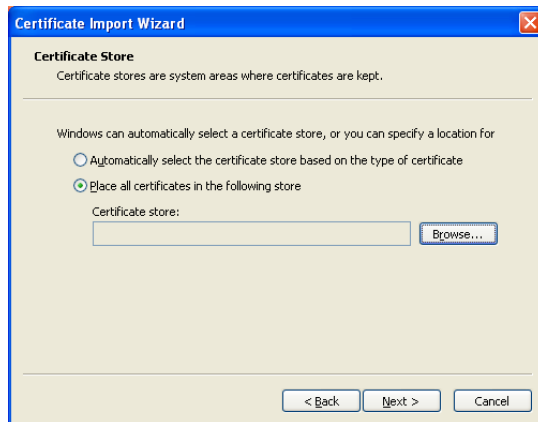 Certificate Import Wizard
Certificate Store
Certificate stores are system areas where certificates are kept.
Windows can automatically select a certificate store, or you can specify a location for
Automatically select the certificate store based on the type of certificate
Place all certificates in the following store
Certificate store:
Browse...
< Back Next > Cancel